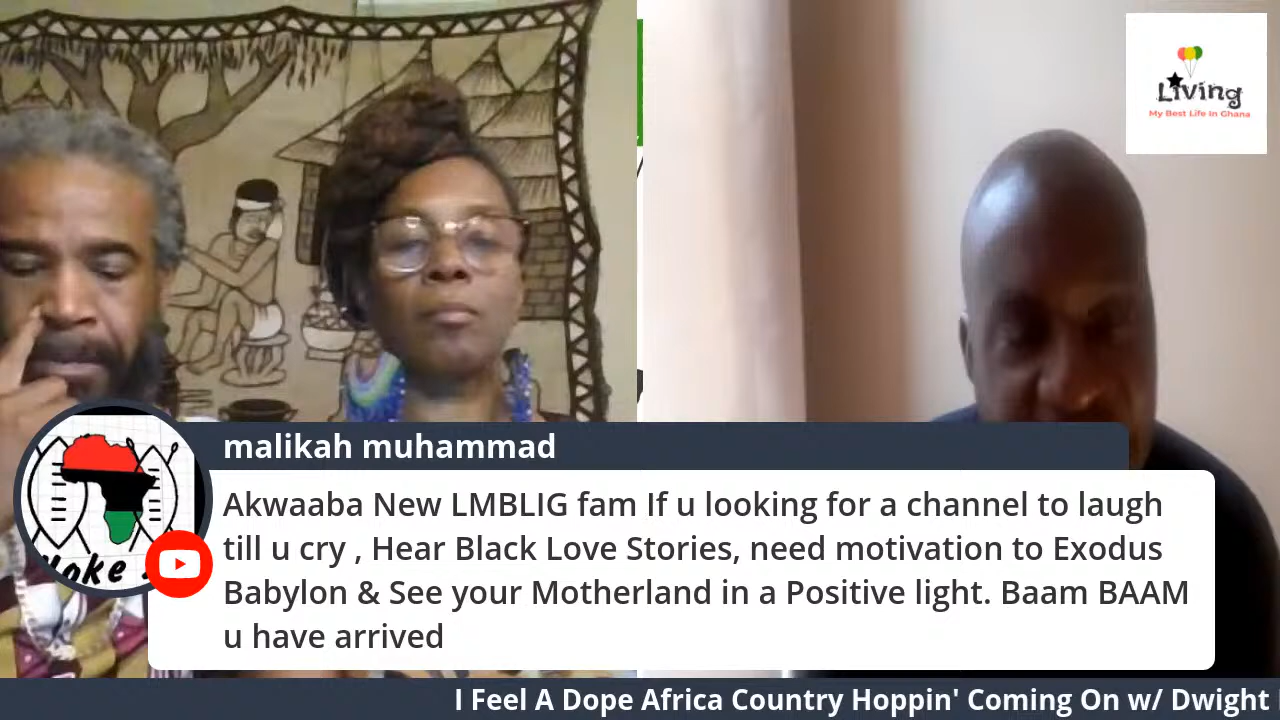 Living
My Best Life In Ghana
malikah muhammad
Akwaaba New LMBLIG fam If u looking for a channel to laugh
till u cry , Hear Black Love Stories, need motivation to Exodus
Babylon & See your Motherland in a Positive light. Baam BAAM
u have arrived
I Feel A Dope Africa Country Hoppin' Coming On w/ Dwight